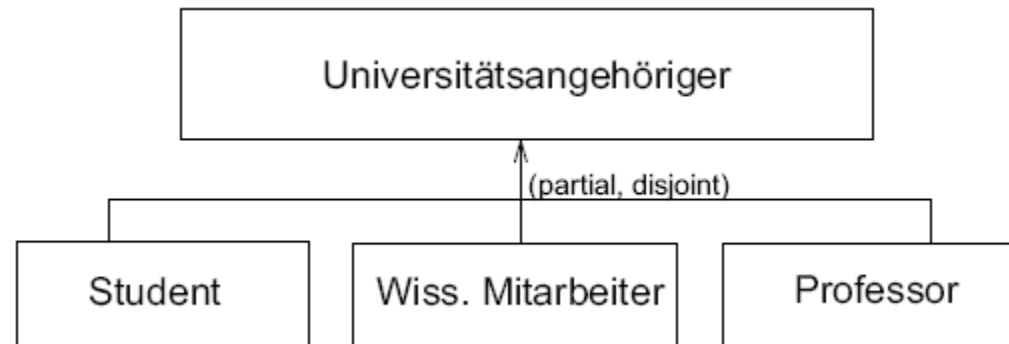 Universitätsangehöriger
(partial, disjoint)
Student
Wiss. Mitarbeiter
Professor